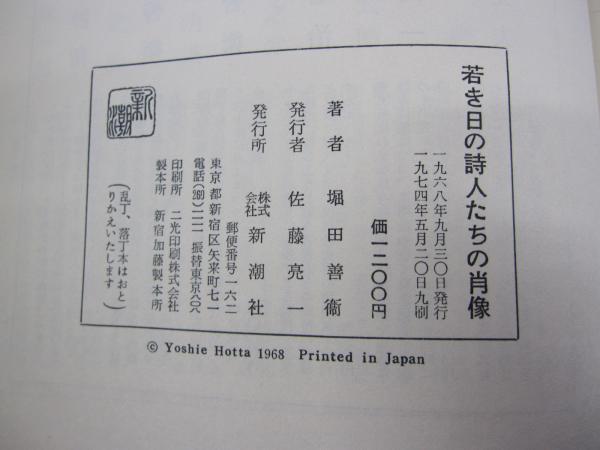 若き日の詩人たちの肖像
一九六八年九月三〇日発行
一九七四年五月二〇日九刷
価一二〇〇円
著者 堀田善衞
発行者 佐藤亮一
発行所 株式会社 新潮社
郵便番号一六二
東京都新宿区矢来町七一
電話(260)一一一一 振替東京八〇八
印刷所 二光印刷株式会社
製本所 新宿加藤製本所
(乱丁、落丁本はおと
りかえいたします)
新潮
© Yoshie Hotta 1968 Printed in Japan